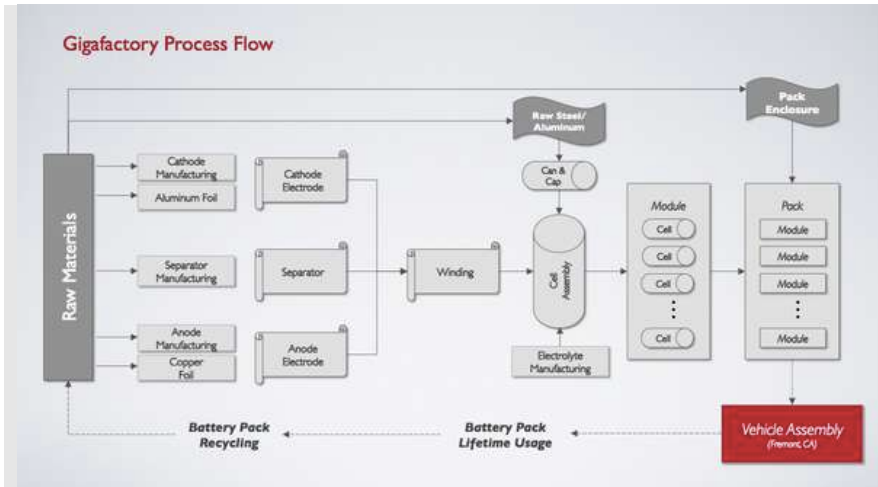 Gigafactory Process Flow
Pack
Enclosure
Raw Steel/
Aluminum
Raw Materials
Cathode
Manufacturing
Aluminum Foil
Cathode
Electrode
Can &
Cap
Module
Cell
Cell
Cell
Cell
Pack
Module
Module
Module
Module
Separator
Manufacturing
Separator
Winding
Cell
Assembly
Anode
Manufacturing
Copper
Foil
Anode
Electrode
Electrolyte
Manufacturing
Battery Pack
Recycling
Battery Pack
Lifetime Usage
Vehicle Assembly
(Fremont, CA)